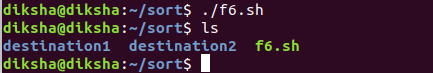 diksha@diksha:~/sort$ ./f6.sh
diksha@diksha:~/sort$ ls
destination1  destination2  f6.sh
diksha@diksha:~/sort$